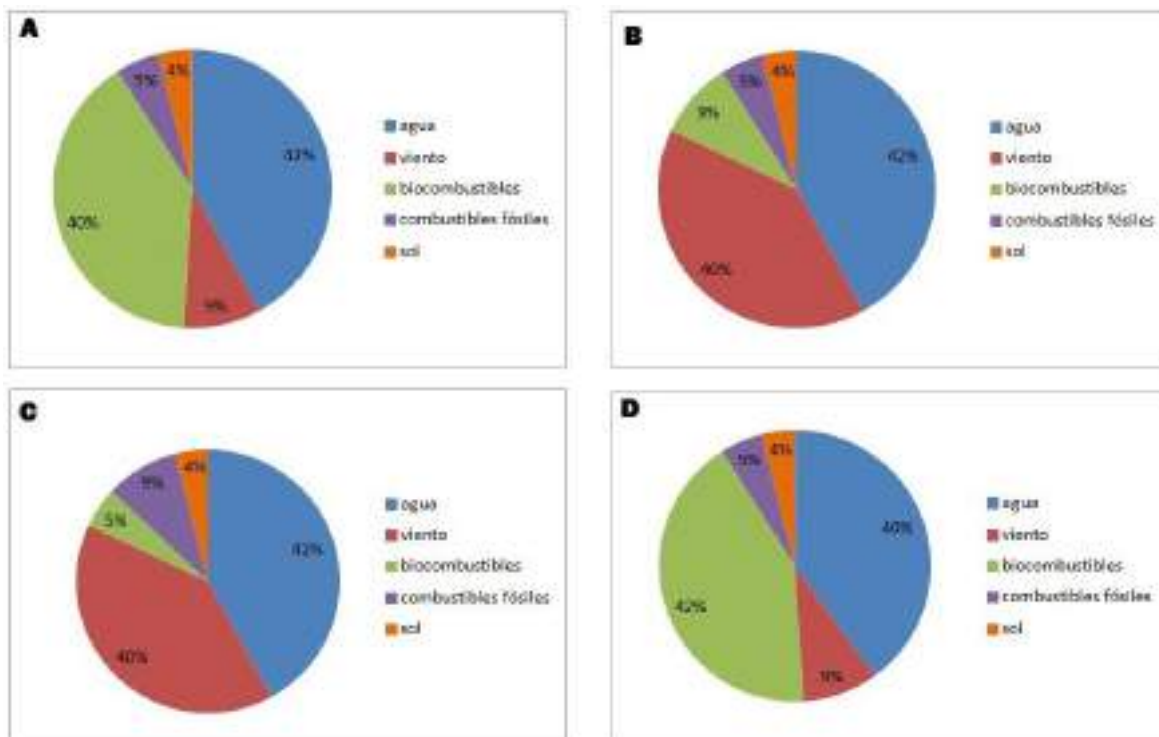 A
4%
5%
42%
40%
9%
agua
viento
biocombustibles
combustibles fósiles
sol
B
4%
5%
9%
42%
40%
agua
viento
biocombustibles
combustibles fósiles
sol
C
4%
9%
5%
42%
40%
agua
viento
biocombustibles
combustibles fósiles
sol
D
4%
5%
40%
42%
9%
agua
viento
biocombustibles
combustibles fósiles
sol